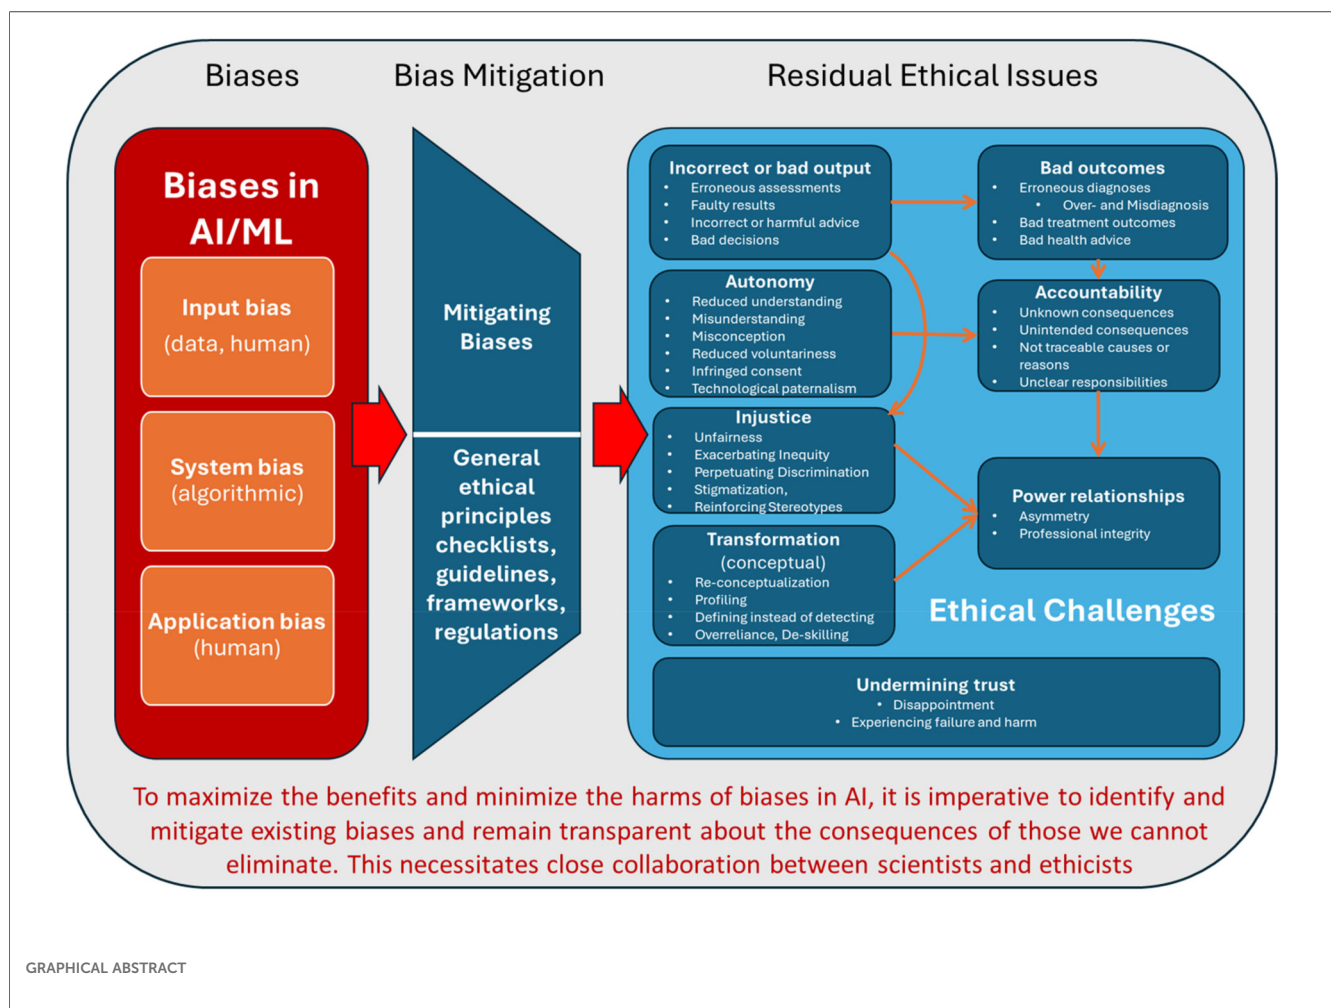 Biases
Bias Mitigation
Residual Ethical Issues
Biases in
AI/ML
Input bias
(data, human)
System bias
(algorithmic)
Application bias
(human)
Mitigating
Biases
General
ethical
principles
checklists,
guidelines,
frameworks,
regulations
Incorrect or bad output
• Erroneous assessments
• Faulty results
• Incorrect or harmful advice
• Bad decisions
Autonomy
• Reduced understanding
• Misunderstanding
• Misconception
• Reduced voluntariness
• Infringed consent
• Technological paternalism
Injustice
• Unfairness
• Exacerbating Inequity
• Perpetuating Discrimination
• Stigmatization,
• Reinforcing Stereotypes
Transformation
(conceptual)
• Re-conceptualization
• Profiling
• Defining instead of detecting
• Overreliance, De-skilling
Bad outcomes
• Erroneous diagnoses
• Over- and Misdiagnosis
• Bad treatment outcomes
• Bad health advice
Accountability
• Unknown consequences
• Unintended consequences
• Not traceable causes or
reasons
• Unclear responsibilities
Power relationships
• Asymmetry
• Professional integrity
Ethical Challenges
Undermining trust
• Disappointment
• Experiencing failure and harm
To maximize the benefits and minimize the harms of biases in AI, it is imperative to identify and
mitigate existing biases and remain transparent about the consequences of those we cannot
eliminate. This necessitates close collaboration between scientists and ethicists
GRAPHICAL ABSTRACT